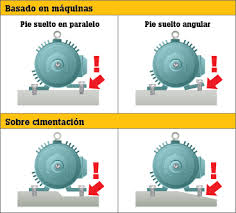 Basado en máquinas
Pie suelto en paralelo
Pie suelto angular
!
!
Sobre cimentación
!
!